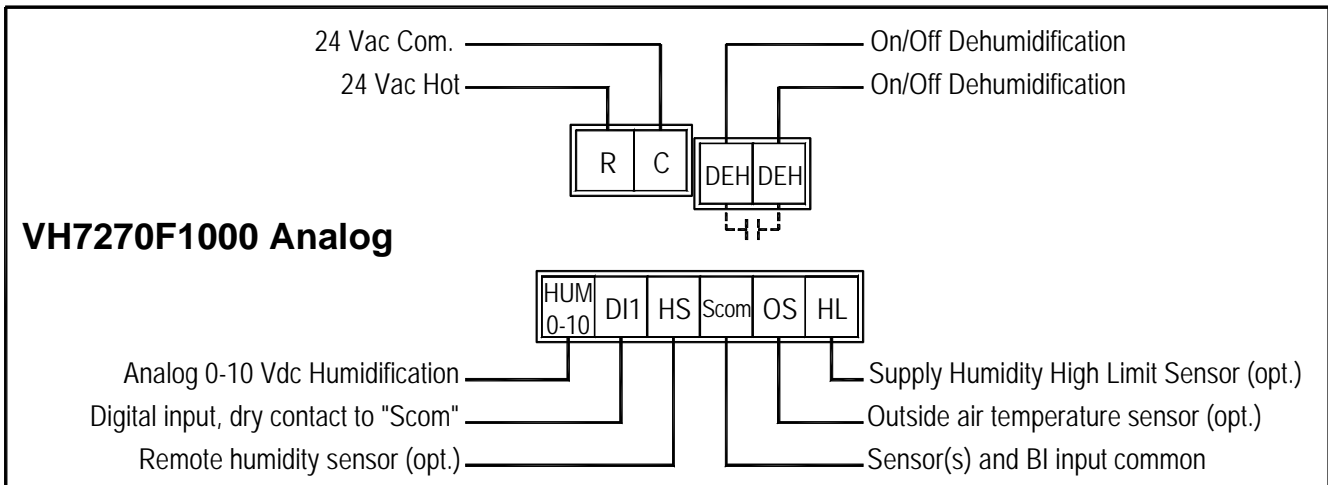 24 Vac Com.
On/Off Dehumidification
24 Vac Hot
On/Off Dehumidification
R
C
DEH
DEH
VH7270F1000 Analog
HUM
0-10
DI1
HS
Scom
OS
HL
Analog 0-10 Vdc Humidification
Supply Humidity High Limit Sensor (opt.)
Digital input, dry contact to "Scom"
Outside air temperature sensor (opt.)
Remote humidity sensor (opt.)
Sensor(s) and BI input common